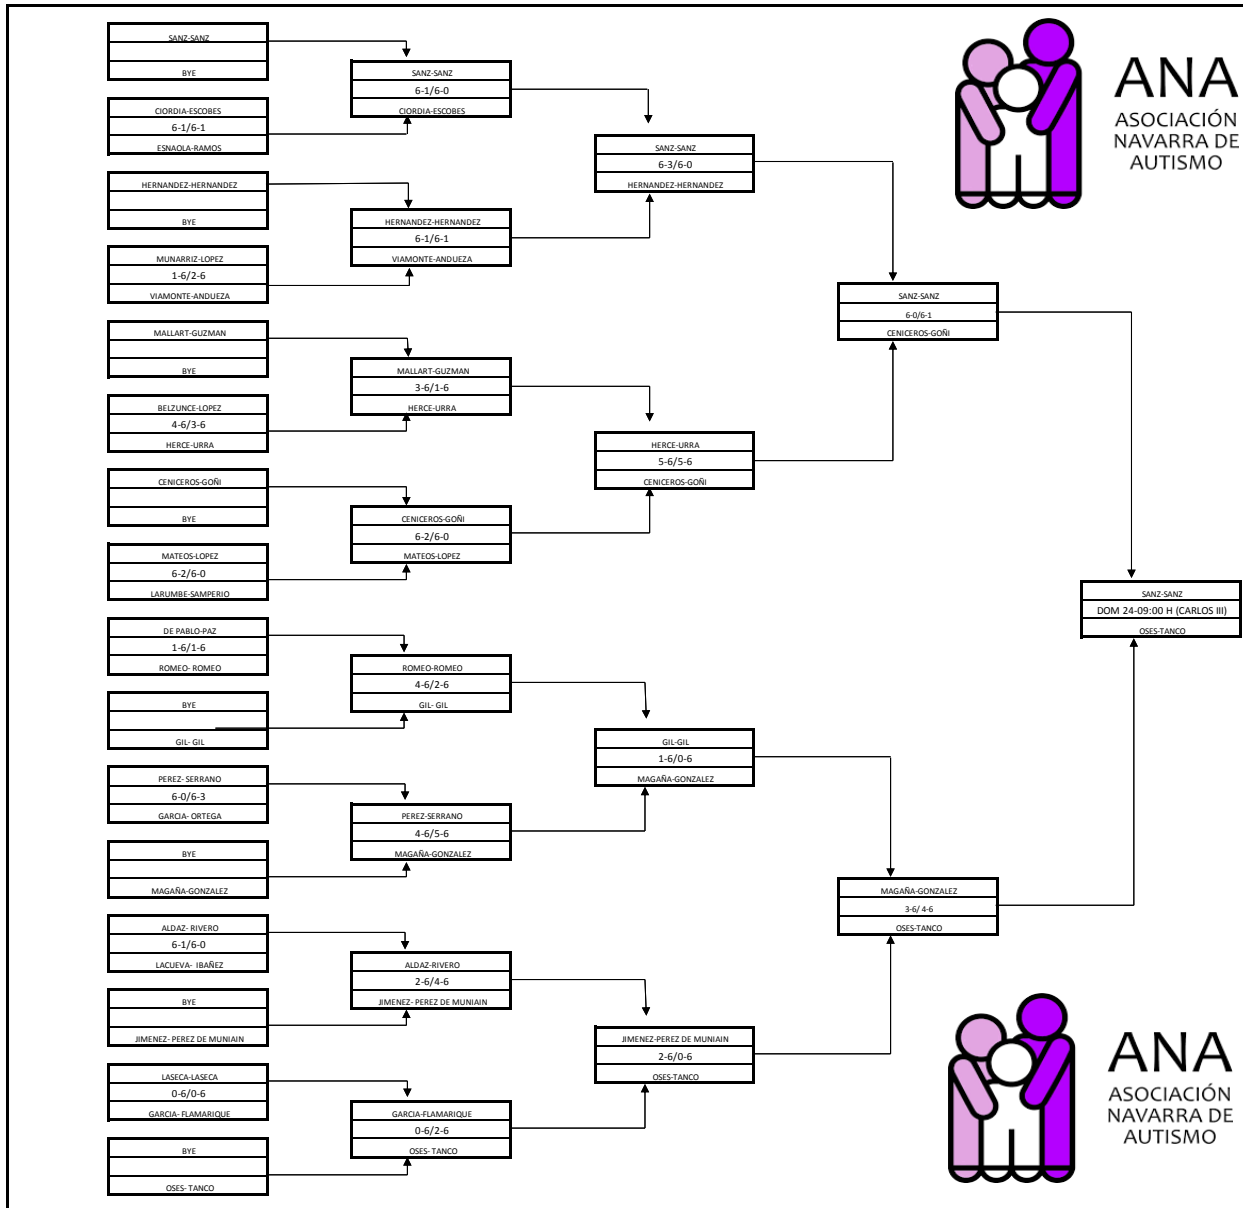 SANZ-SANZ
BYE
CIORDIA-ESCOBES
6-1/6-1
ESNAOLA-RAMOS
HERNANDEZ-HERNANDEZ
BYE
MUNARRIZ-LOPEZ
1-6/2-6
VIAMONTE-ANDUEZA
MALLART-GUZMAN
BYE
BELZUNCE-LOPEZ
4-6/3-6
HERCE-URRA
CENICEROS-GOÑI
BYE
MATEOS-LOPEZ
6-2/6-0
LARUMBE-SAMPERIO
DE PABLO-PAZ
1-6/1-6
ROMEO- ROMEO
BYE
GIL- GIL
PEREZ- SERRANO
6-0/6-3
GARCIA- ORTEGA
BYE
MAGAÑA-GONZALEZ
ALDAZ- RIVERO
6-1/6-0
LACUEVA- IBAÑEZ
BYE
JIMENEZ- PEREZ DE MUNIAIN
LASECA-LASECA
0-6/0-6
GARCIA- FLAMARIQUE
BYE
OSES- TANCO
SANZ-SANZ
6-1/6-0
CIORDIA-ESCOBES
HERNANDEZ-HERNANDEZ
6-1/6-1
VIAMONTE-ANDUEZA
MALLART-GUZMAN
3-6/1-6
HERCE-URRA
CENICEROS-GOÑI
6-2/6-0
MATEOS-LOPEZ
ROMEO-ROMEO
4-6/2-6
GIL- GIL
PEREZ-SERRANO
4-6/5-6
MAGAÑA-GONZALEZ
ALDAZ-RIVERO
2-6/4-6
JIMENEZ- PEREZ DE MUNIAIN
GARCIA-FLAMARIQUE
0-6/2-6
OSES- TANCO
SANZ-SANZ
6-3/6-0
HERNANDEZ-HERNANDEZ
HERCE-URRA
5-6/5-6
CENICEROS-GOÑI
GIL-GIL
1-6/0-6
MAGAÑA-GONZALEZ
JIMENEZ-PEREZ DE MUNIAIN
2-6/0-6
OSES-TANCO
SANZ-SANZ
6-0/6-1
CENICEROS-GOÑI
MAGAÑA-GONZALEZ
3-6/ 4-6
OSES-TANCO
SANZ-SANZ
DOM 24-09:00 H (CARLOS III)
OSES-TANCO
ANA
ASOCIACIÓN
NAVARRA DE
AUTISMO
ANA
ASOCIACIÓN
NAVARRA DE
AUTISMO